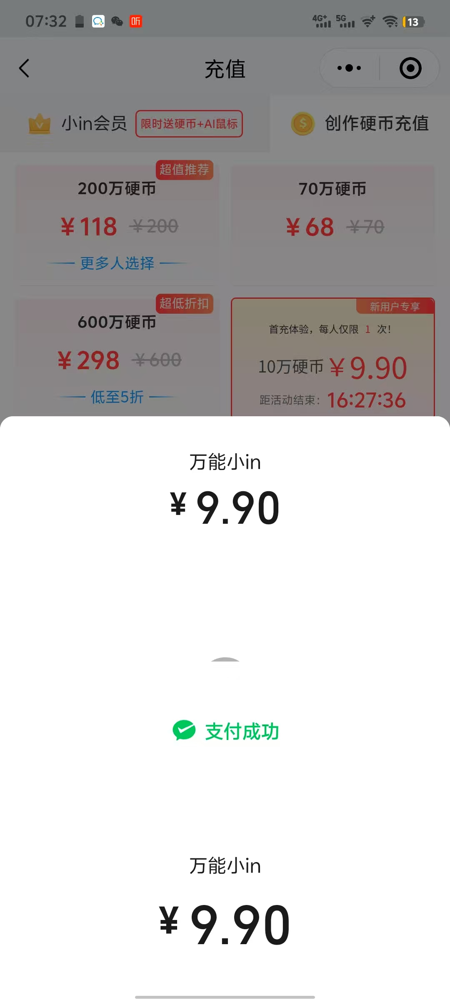 07:32 听 4G+ 5G 13
充值
小in会员 限时送硬币+AI鼠标 创作硬币充值
超值推荐
200万硬币 70万硬币
¥118 ¥200 ¥68 ¥70
更多人选择
超低折扣 新用户专享
600万硬币 首充体验，每人仅限 1 次！
¥298 ¥600 10万硬币 ¥9.90
低至5折 距活动结束：16:27:36
万能小in
¥9.90
支付成功
万能小in
¥9.90